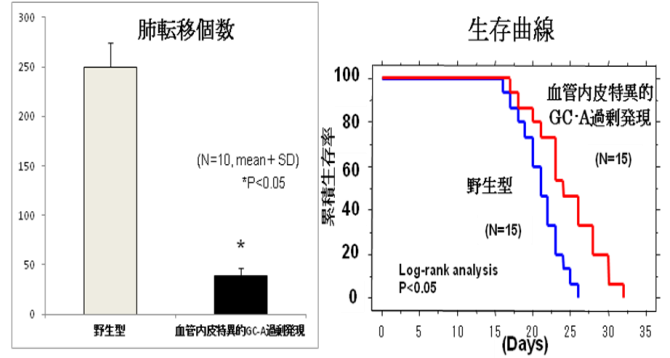 肺転移個数
300
250
200
150
100
50
0
(N=10, mean+SD)
*P<0.05
*
野生型
血管内皮特異的GC-A過剰発現
生存曲線
累積生存率
100
80
60
40
20
0
血管内皮特異的
GC-A過剰発現
(N=15)
野生型
(N=15)
Log-rank analysis
P<0.05
0 5 10 15 20 25 30 35
(Days)